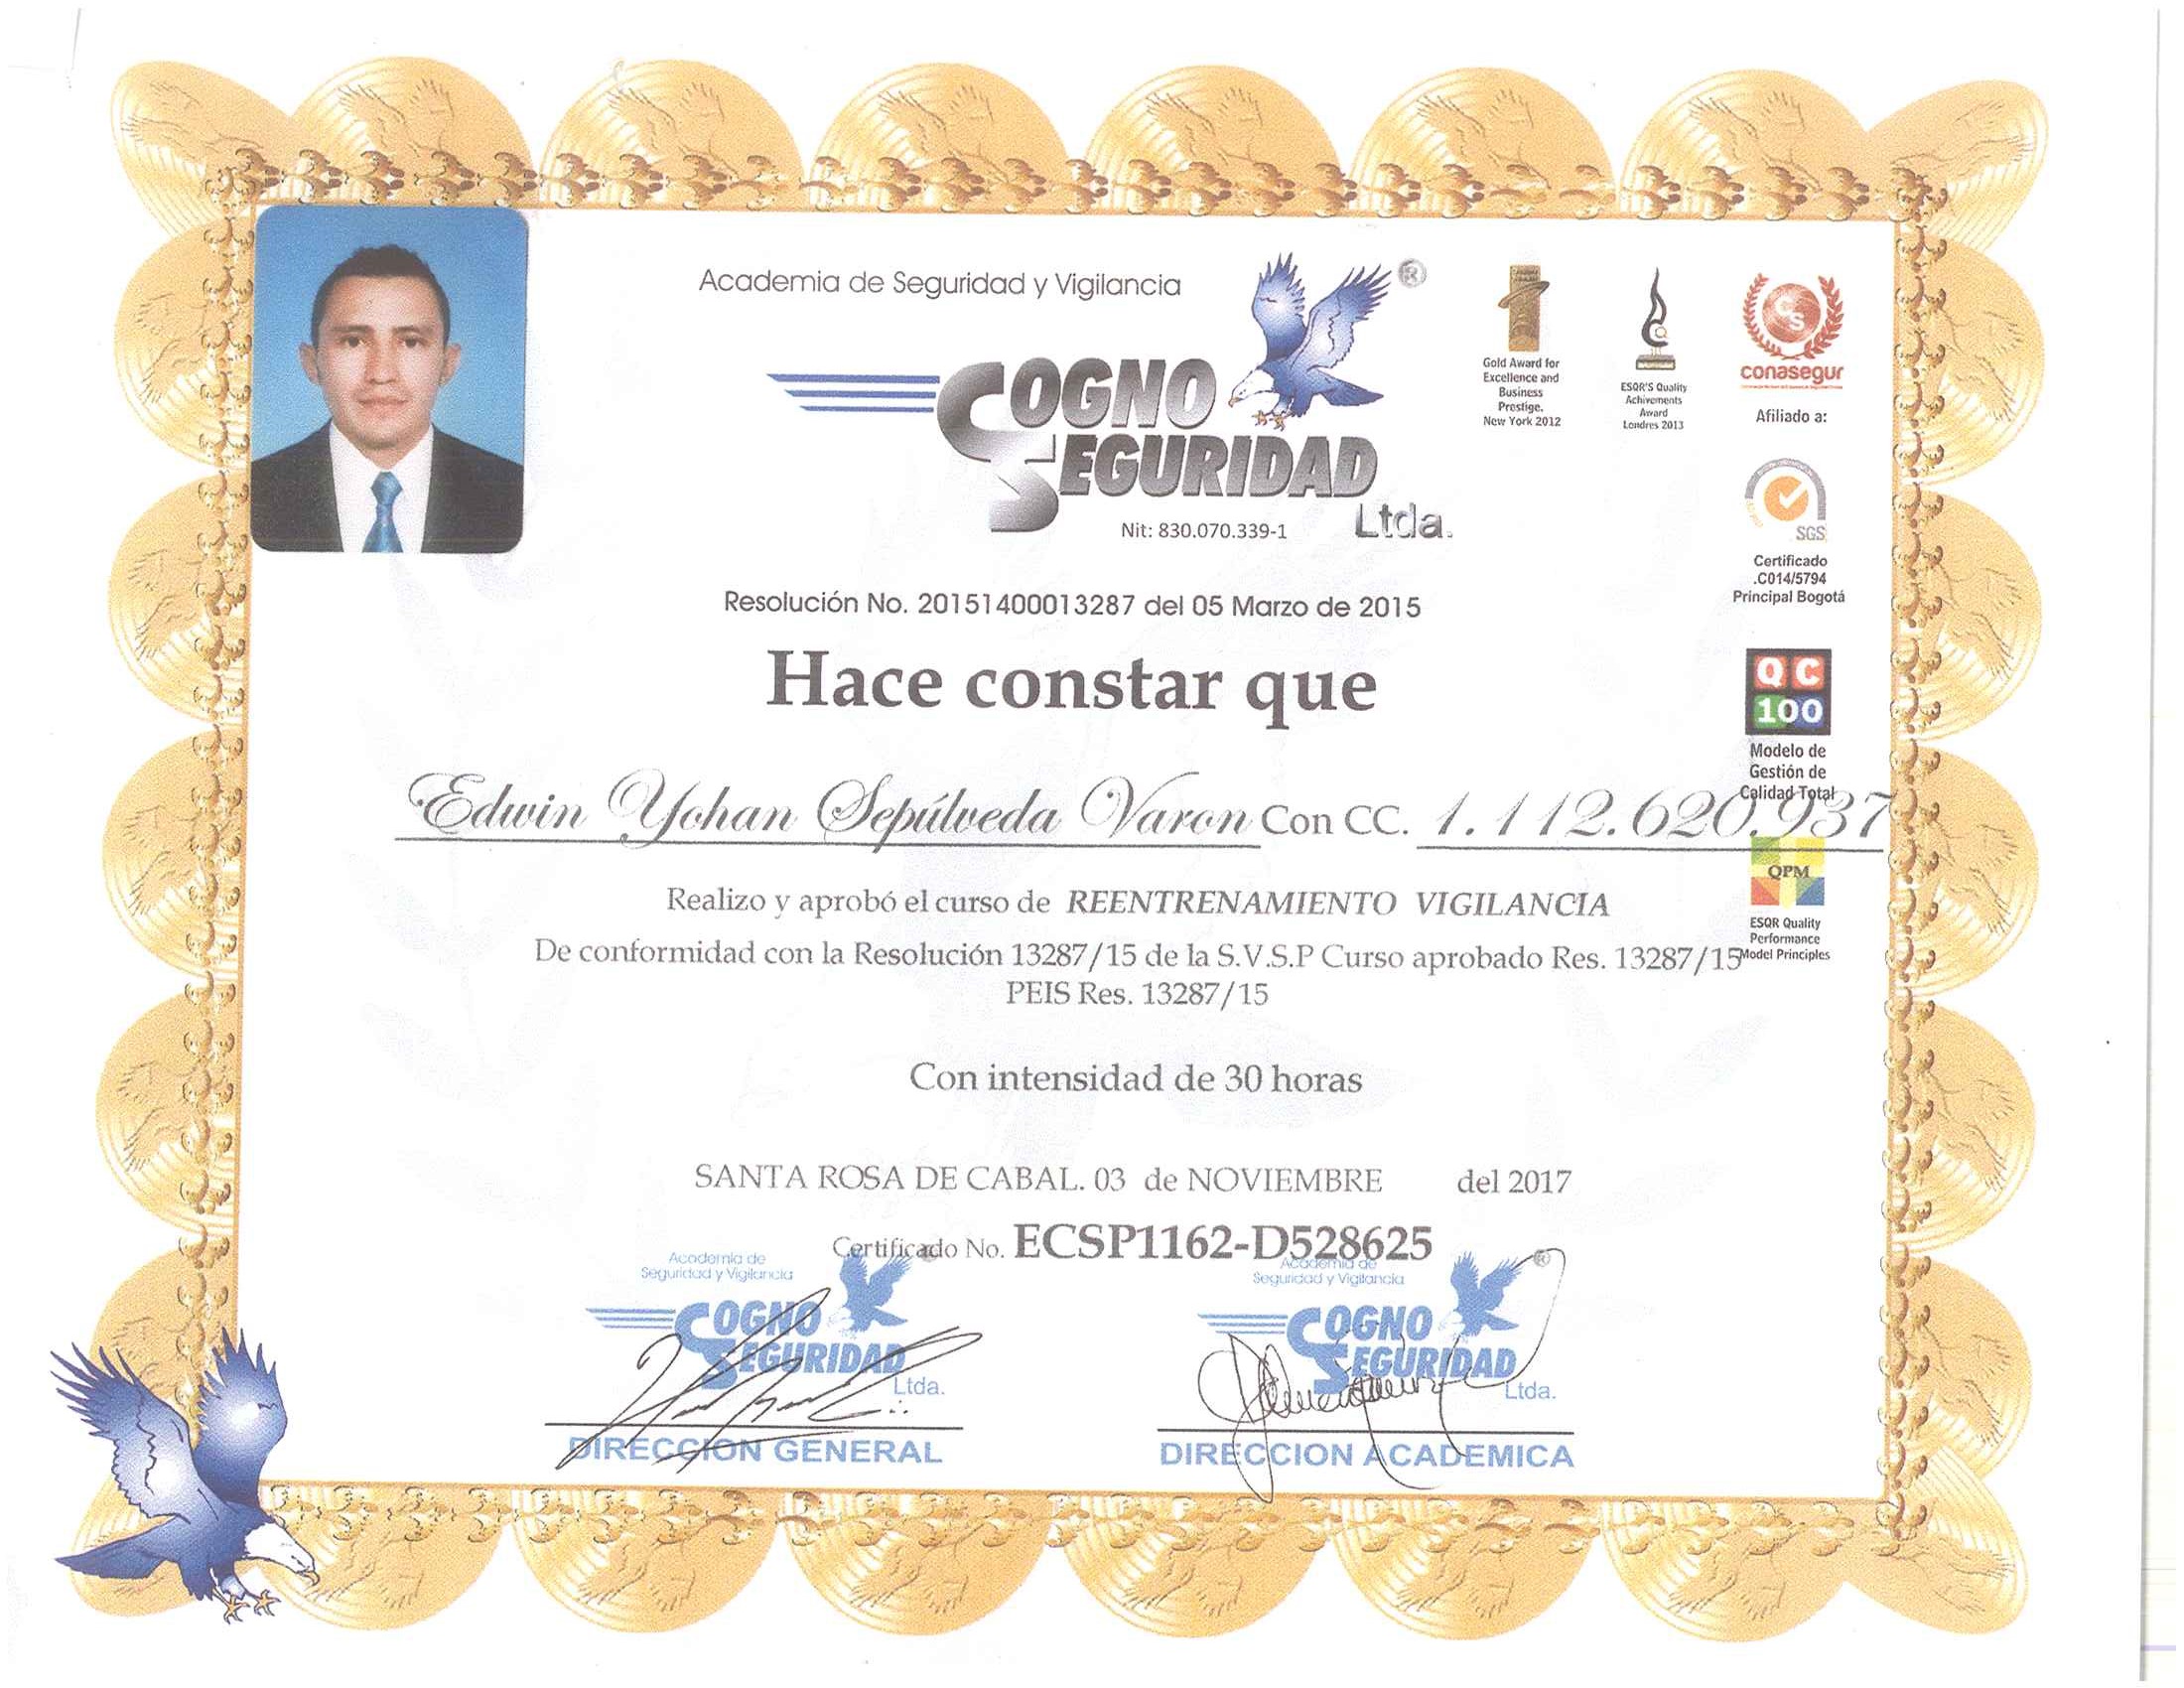 Academia de Seguridad y Vigilancia
®
COGNO
SEGURIDAD
Ltda.
Nit: 830.070.339-1
Gold Award for
Excellence and
Business
Prestige.
New York 2012
ESQR'S Quality
Achivements
Award
Londres 2013
CS
conasegur
Afiliado a:
SGS
Certificado
.C014/5794
Principal Bogotá
Resolución No. 20151400013287 del 05 Marzo de 2015
Hace constar que
QC
100
Modelo de
Gestión de
Calidad Total
Edwin Yohan Sepúlveda Varon Con CC. 1.112.620.937
QPM
ESQR Quality
Performance
Model Principles
Realizo y aprobó el curso de REENTRENAMIENTO VIGILANCIA
De conformidad con la Resolución 13287/15 de la S.V.S.P Curso aprobado Res. 13287/15
PEIS Res. 13287/15
Con intensidad de 30 horas
SANTA ROSA DE CABAL. 03 de NOVIEMBRE del 2017
Certificado No. ECSP1162-D528625
Academia de
Seguridad y Vigilancia
®
COGNO
SEGURIDAD
Ltda.
DIRECCION GENERAL
Academia de
Seguridad y Vigilancia
®
COGNO
SEGURIDAD
Ltda.
DIRECCION ACADEMICA